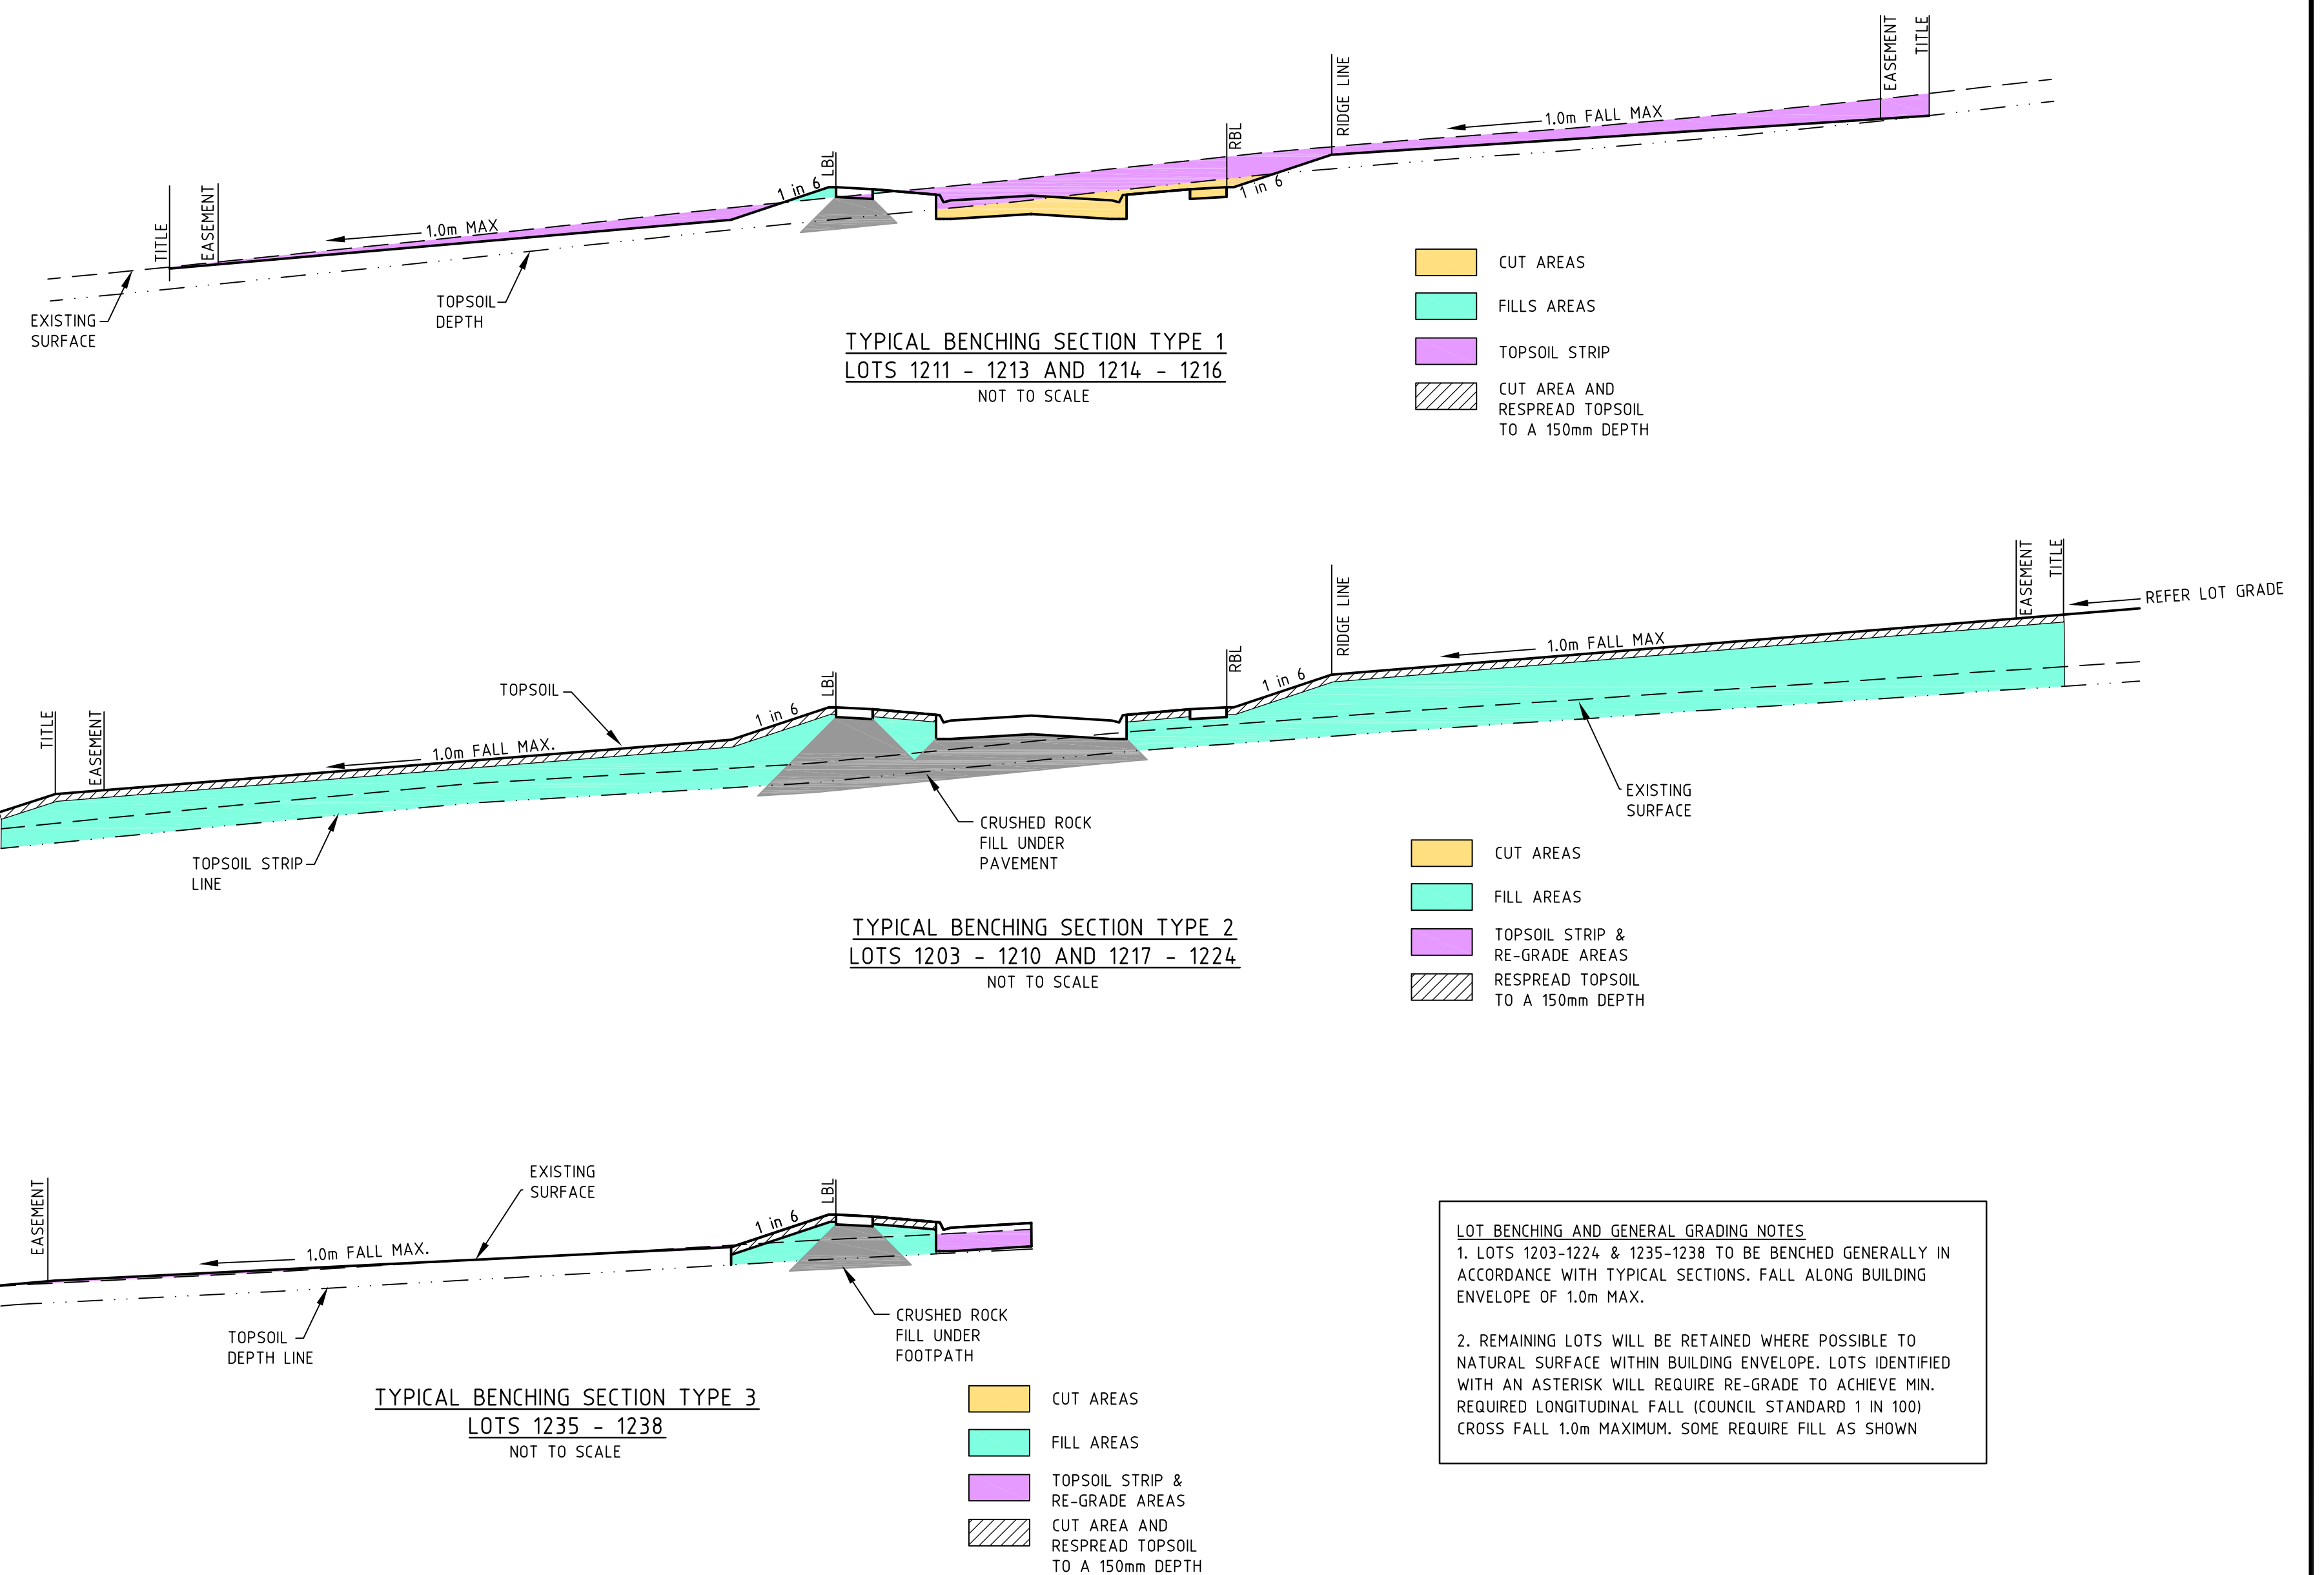 TITLE
EASEMENT
1.0m MAX
1 in 6
LBL
RBL
1 in 6
RIDGE LINE
1.0m FALL MAX
EASEMENT
TITLE
EXISTING
SURFACE
TOPSOIL
DEPTH
TYPICAL BENCHING SECTION TYPE 1
LOTS 1211 - 1213 AND 1214 - 1216
NOT TO SCALE
CUT AREAS
FILLS AREAS
TOPSOIL STRIP
CUT AREA AND
RESPREAD TOPSOIL
TO A 150mm DEPTH
TITLE
EASEMENT
1.0m FALL MAX.
TOPSOIL
1 in 6
LBL
RBL
1 in 6
RIDGE LINE
1.0m FALL MAX
EASEMENT
TITLE
REFER LOT GRADE
TOPSOIL STRIP
LINE
CRUSHED ROCK
FILL UNDER
PAVEMENT
EXISTING
SURFACE
TYPICAL BENCHING SECTION TYPE 2
LOTS 1203 - 1210 AND 1217 - 1224
NOT TO SCALE
CUT AREAS
FILL AREAS
TOPSOIL STRIP &
RE-GRADE AREAS
RESPREAD TOPSOIL
TO A 150mm DEPTH
EASEMENT
1.0m FALL MAX.
EXISTING
SURFACE
1 in 6
LBL
TOPSOIL
DEPTH LINE
CRUSHED ROCK
FILL UNDER
FOOTPATH
TYPICAL BENCHING SECTION TYPE 3
LOTS 1235 - 1238
NOT TO SCALE
CUT AREAS
FILL AREAS
TOPSOIL STRIP &
RE-GRADE AREAS
CUT AREA AND
RESPREAD TOPSOIL
TO A 150mm DEPTH
LOT BENCHING AND GENERAL GRADING NOTES
1. LOTS 1203-1224 & 1235-1238 TO BE BENCHED GENERALLY IN
ACCORDANCE WITH TYPICAL SECTIONS. FALL ALONG BUILDING
ENVELOPE OF 1.0m MAX.
2. REMAINING LOTS WILL BE RETAINED WHERE POSSIBLE TO
NATURAL SURFACE WITHIN BUILDING ENVELOPE. LOTS IDENTIFIED
WITH AN ASTERISK WILL REQUIRE RE-GRADE TO ACHIEVE MIN.
REQUIRED LONGITUDINAL FALL (COUNCIL STANDARD 1 IN 100)
CROSS FALL 1.0m MAXIMUM. SOME REQUIRE FILL AS SHOWN